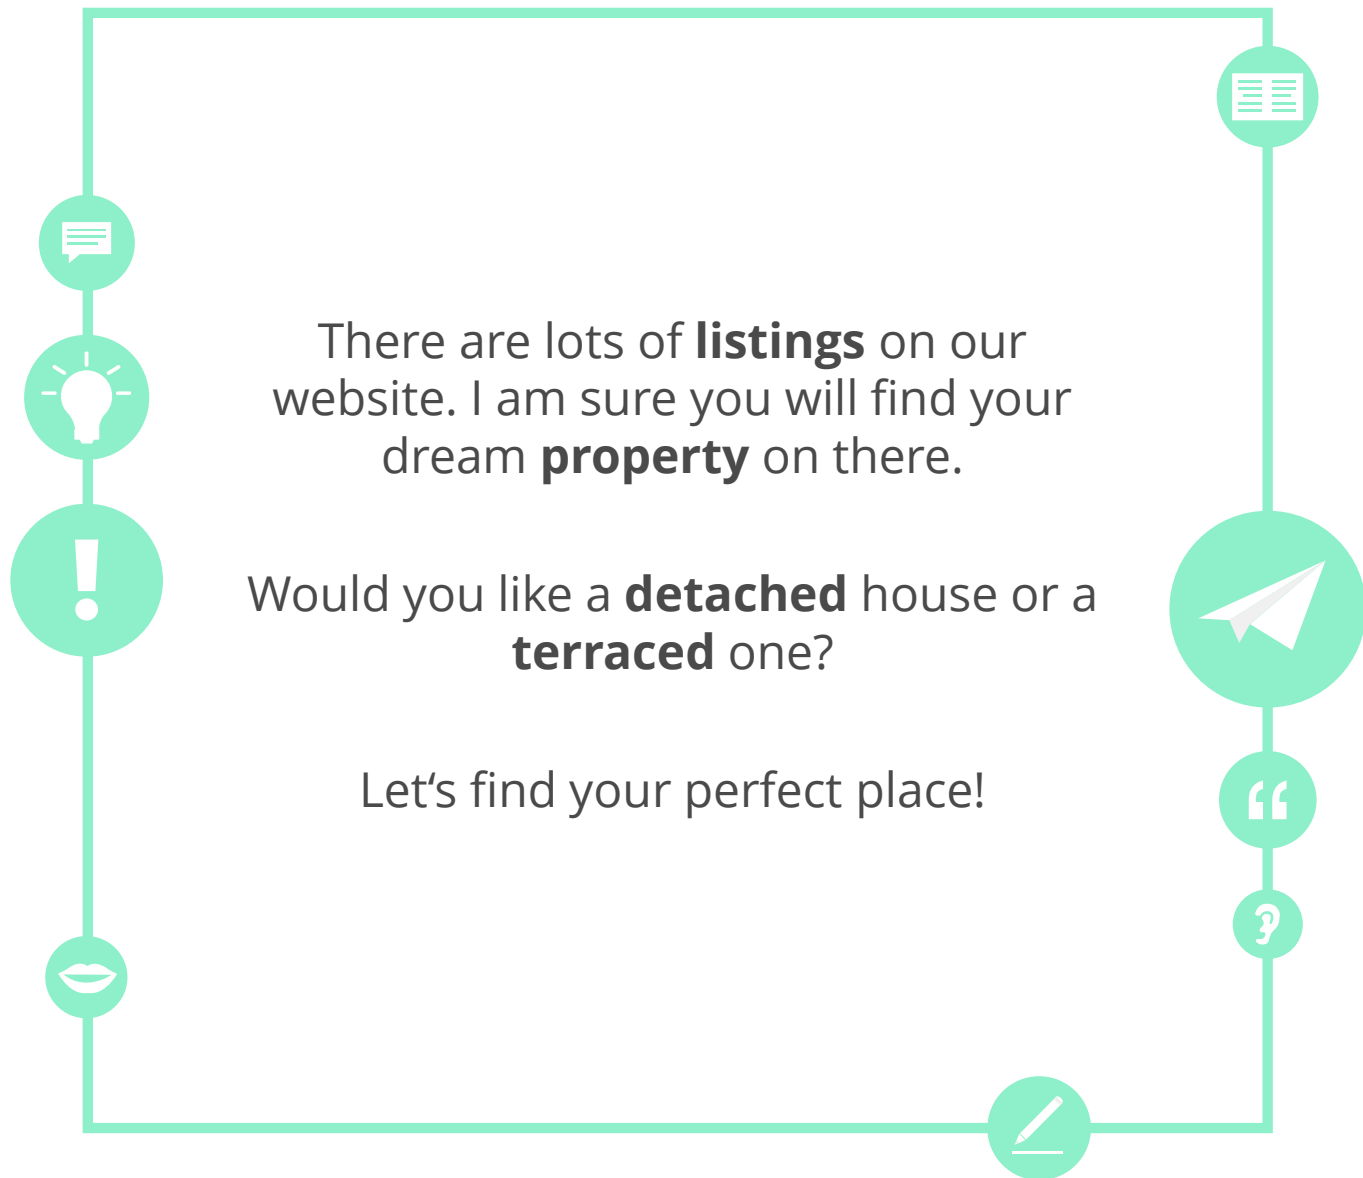 There are lots of listings on our
website. I am sure you will find your
dream property on there.
Would you like a detached house or a
terraced one?
Let‘s find your perfect place!